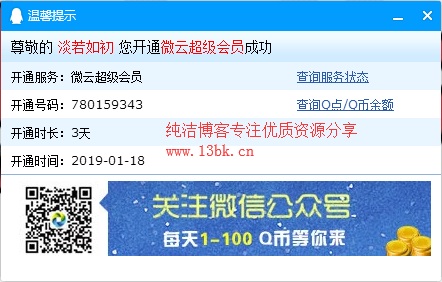 温馨提示
尊敬的 淡若如初 您开通微云超级会员成功
开通服务：微云超级会员 查询服务状态
开通号码：780159343 查询Q点/Q币余额
开通时长：3天
纯洁博客专注优质资源分享
www.13bk.cn
开通时间：2019-01-18
关注微信公众号
每天1-100 Q币等你来